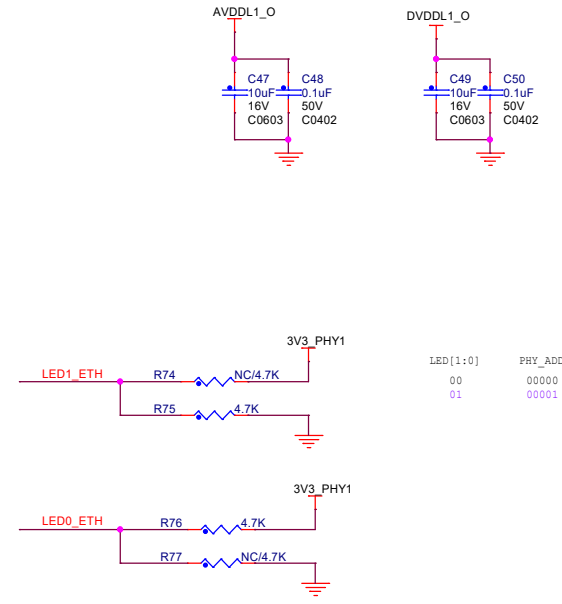 AVDDL1_O
DVDDL1_O
C47 C48
10uF 0.1uF
16V 50V
C0603 C0402
C49 C50
10uF 0.1uF
16V 50V
C0603 C0402
3V3_PHY1
LED1_ETH R74 NC/4.7K
R75 4.7K
LED[1:0] PHY_ADD
00 00000
01 00001
3V3_PHY1
LED0_ETH R76 4.7K
R77 NC/4.7K